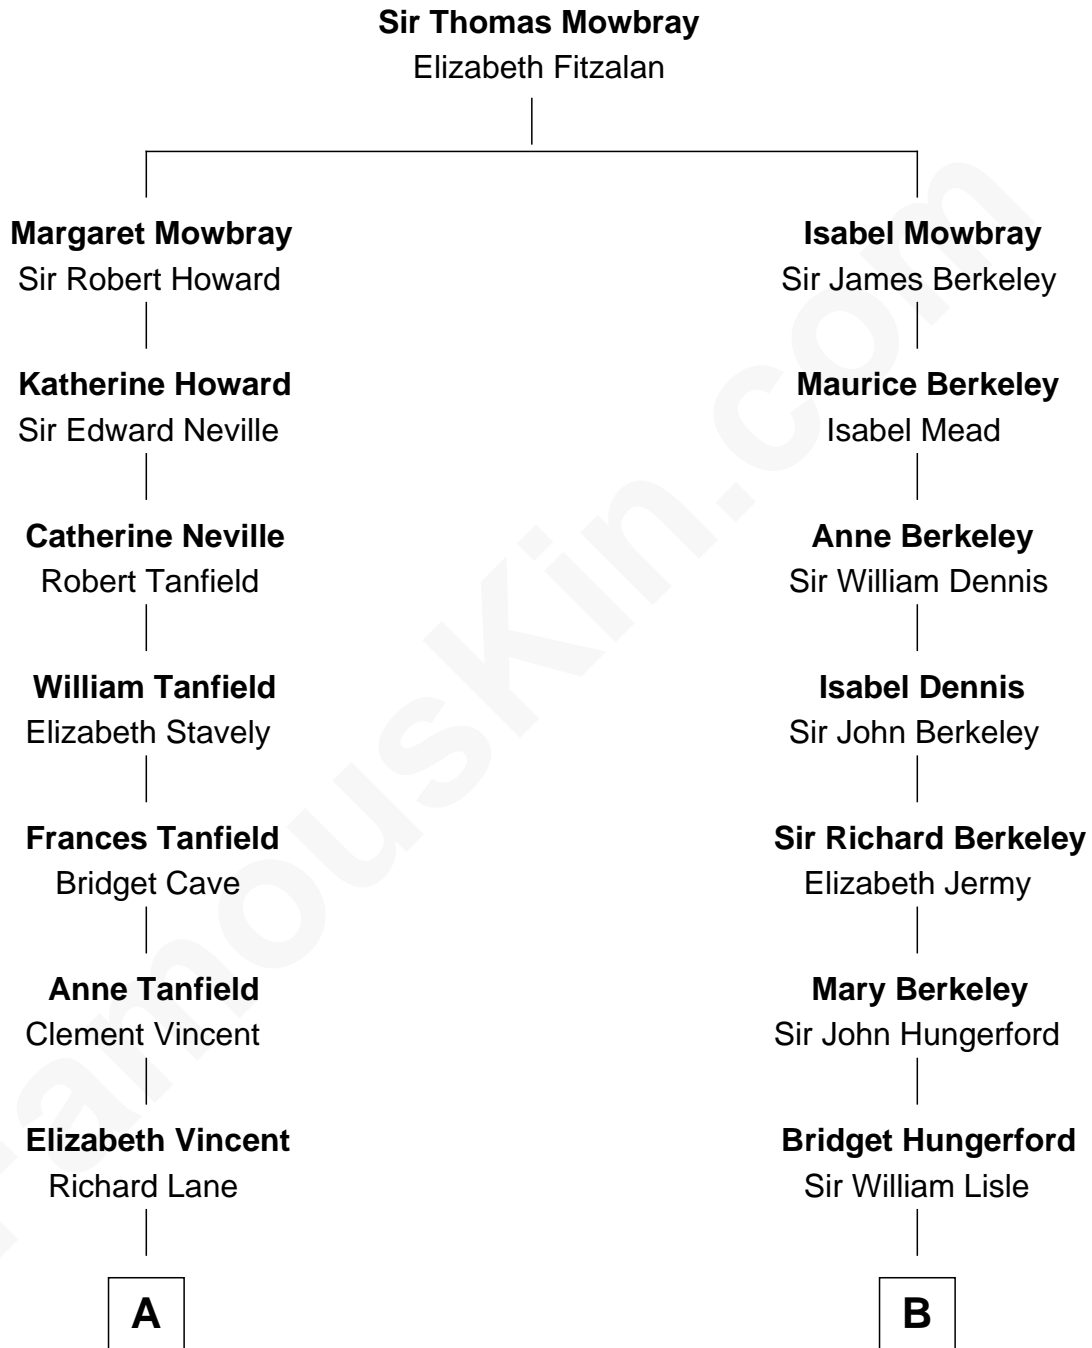 Sir Thomas Mowbray
Elizabeth Fitzalan
Margaret Mowbray
Sir Robert Howard
Katherine Howard
Sir Edward Neville
Catherine Neville
Robert Tanfield
William Tanfield
Elizabeth Stavely
Frances Tanfield
Bridget Cave
Anne Tanfield
Clement Vincent
Elizabeth Vincent
Richard Lane
A
Isabel Mowbray
Sir James Berkeley
Maurice Berkeley
Isabel Mead
Anne Berkeley
Sir William Dennis
Isabel Dennis
Sir John Berkeley
Sir Richard Berkeley
Elizabeth Jermy
Mary Berkeley
Sir John Hungerford
Bridget Hungerford
Sir William Lisle
B
FamousKin.com